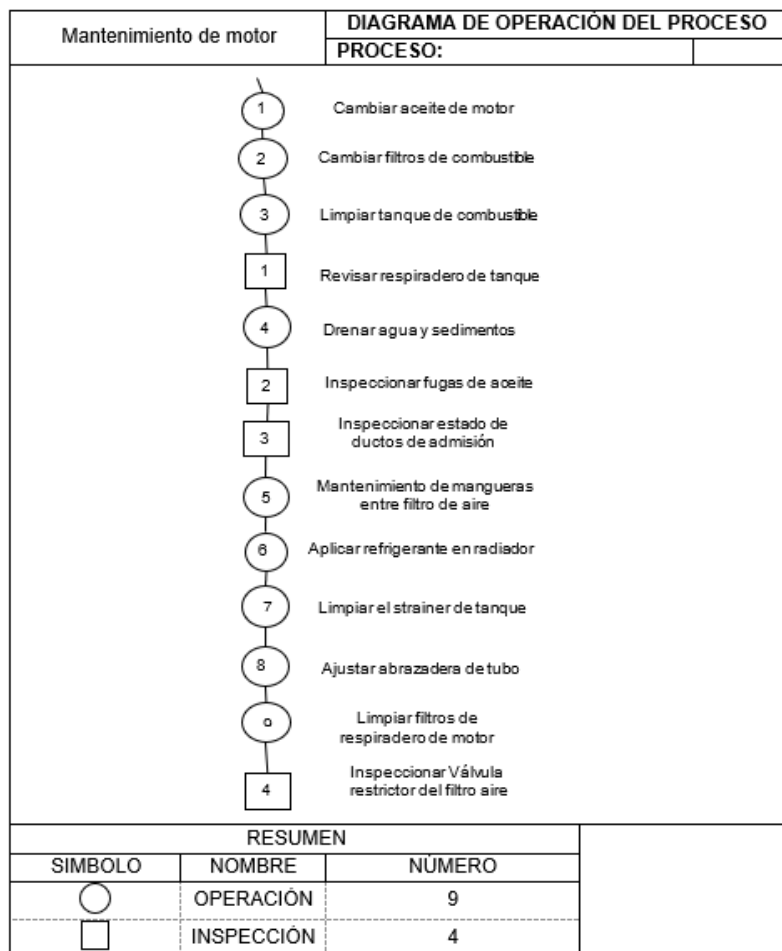 Mantenimiento de motor
DIAGRAMA DE OPERACIÓN DEL PROCESO
PROCESO:
1 Cambiar aceite de motor
2 Cambiar filtros de combustible
3 Limpiar tanque de combustible
1 Revisar respiradero de tanque
4 Drenar agua y sedimentos
2 Inspeccionar fugas de aceite
3 Inspeccionar estado de
ductos de admisión
5 Mantenimiento de mangueras
entre filtro de aire
6 Aplicar refrigerante en radiador
7 Limpiar el strainer de tanque
8 Ajustar abrazadera de tubo
9 Limpiar filtros de
respiradero de motor
4 Inspeccionar Válvula
restrictor del filtro aire
RESUMEN
SIMBOLO NOMBRE NÚMERO
OPERACIÓN 9
INSPECCIÓN 4